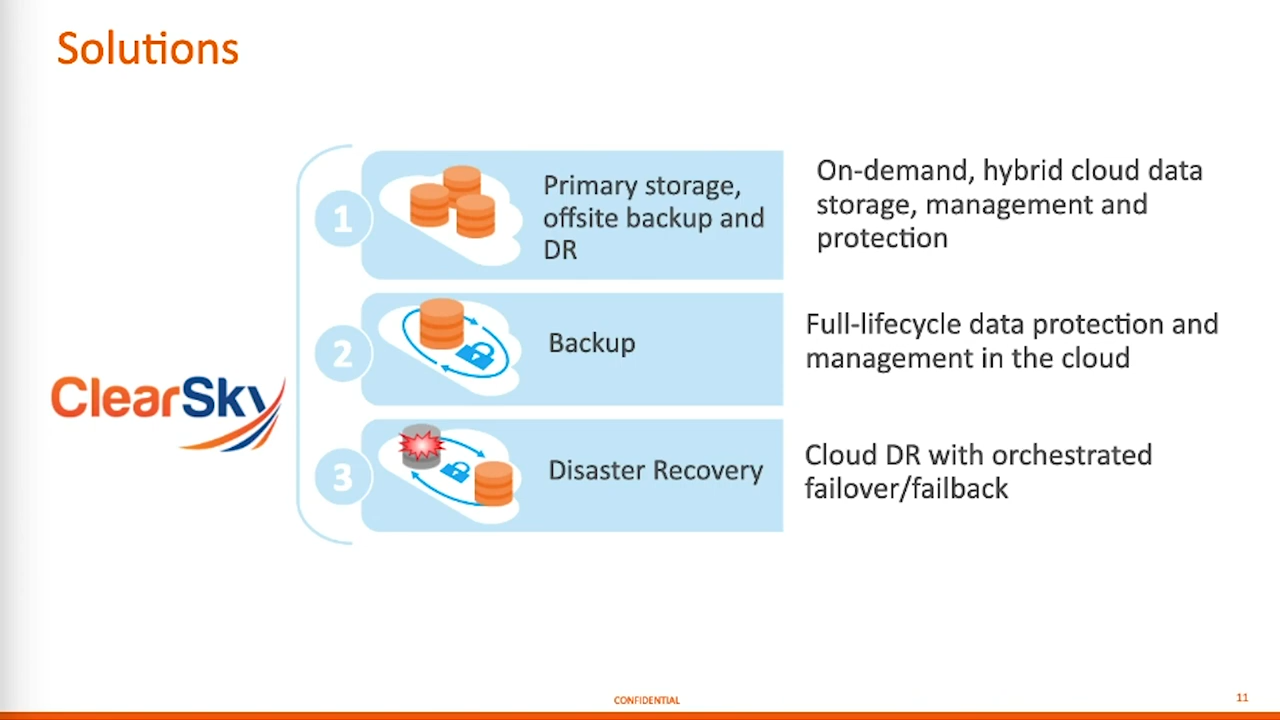 Solutions
1
Primary storage,
offsite backup and
DR
On-demand, hybrid cloud data
storage, management and
protection
2
Backup
Full-lifecycle data protection and
management in the cloud
ClearSky
3
Disaster Recovery
Cloud DR with orchestrated
failover/failback
CONFIDENTIAL
11